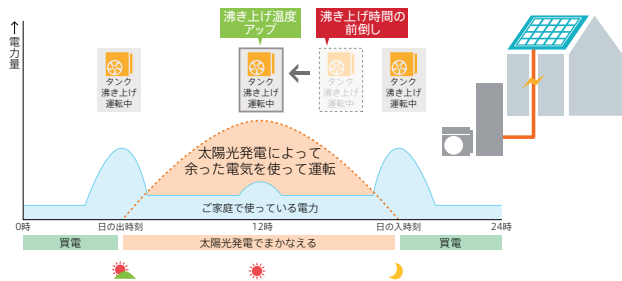 沸き上げ温度
アップ
沸き上げ時間の
前倒し
↑電力量
タンク
沸き上げ
運転中
タンク
沸き上げ
運転中
タンク
沸き上げ
運転中
タンク
沸き上げ
運転中
太陽光発電によって
余った電気を使って運転
ご家庭で使っている電力
0時
日の出時刻
12時
日の入時刻
24時
買電
太陽光発電でまかなえる
買電